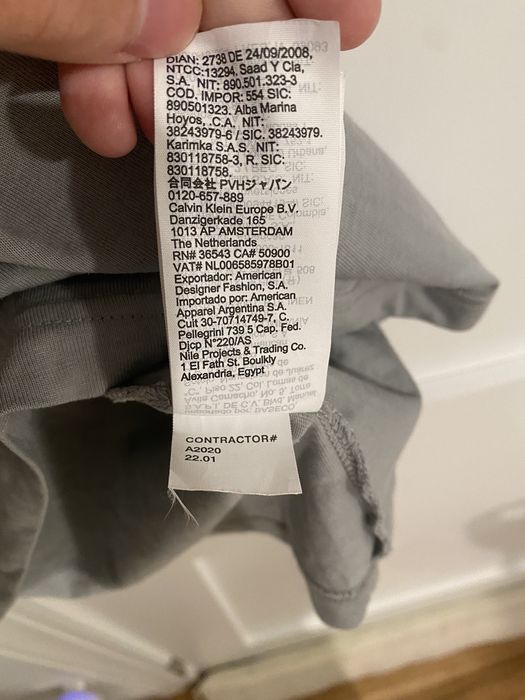 DIAN: 2738 DE 24/09/2008,
NTCC:13294. Saad Y Cia,
S.A. NIT: 890.501.323-3
COD. IMPOR: 554 SIC:
890501323. Alba Marina
Hoyos, .C.A. NIT:
38243979-6 / SIC. 38243979.
Karimka S.A.S. NIT:
830118758-3, R. SIC:
830118758.
合同会社 PVHジャパン
0120-657-889
Calvin Klein Europe B.V.
Danzigerkade 165
1013 AP AMSTERDAM
The Netherlands
RN# 36543 CA# 50900
VAT# NL006585978B01
Exportador: American
Designer Fashion, S.A.
Importado por: American
Apparel Argentina S.A.
Cuit 30-70714749-7, C.
Pellegrini 739 5 Cap. Fed.
Dicp N°220/AS
Nile Projects & Trading Co.
1 El Fath St. Boulkly
Alexandria, Egypt
CONTRACTOR#
A2020
22.01